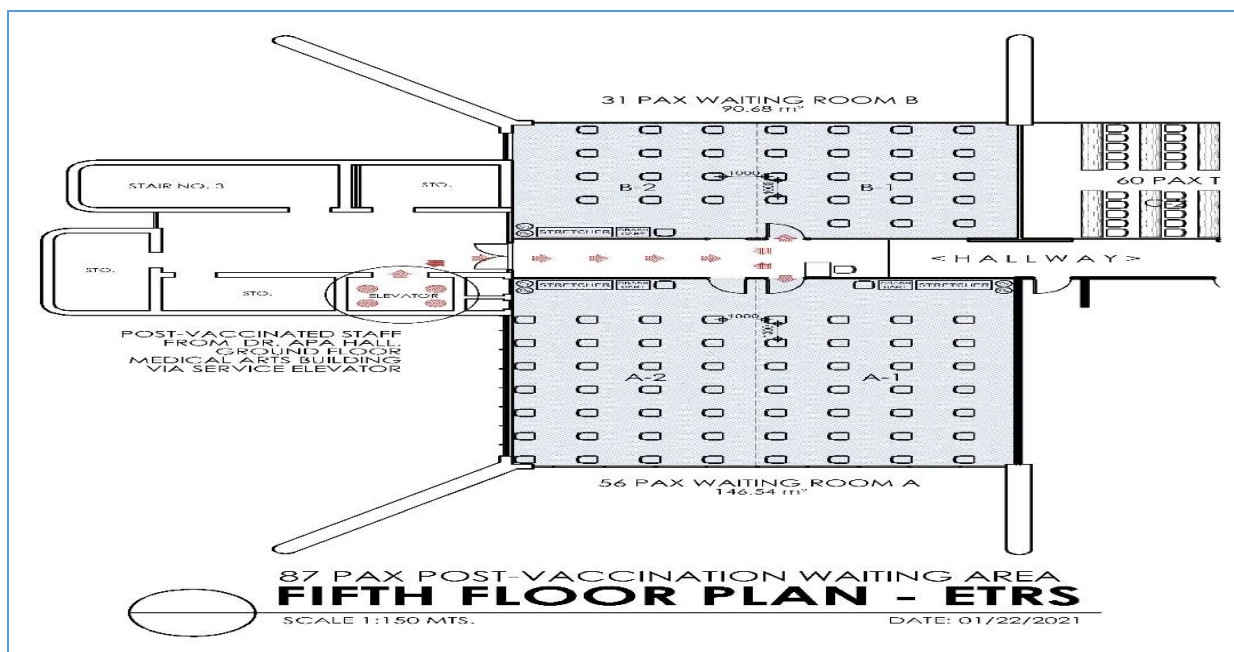 31 PAX WAITING ROOM B
90.68 m²
STAIR NO. 3
STO.
60 PAX T
1000
B-2
B-1
STRETCHER
STO.
<HALLWAY>
STO.
ELEVATOR
STRETCHER
STRETCHER
1000
POST-VACCINATED STAFF
FROM DR. APA HALL,
GROUND FLOOR
MEDICAL ARTS BUILDING
VIA SERVICE ELEVATOR
A-2
A-1
56 PAX WAITING ROOM A
146.54 m²
87 PAX POST-VACCINATION WAITING AREA
FIFTH FLOOR PLAN - ETRS
SCALE 1:150 MTS.
DATE: 01/22/2021